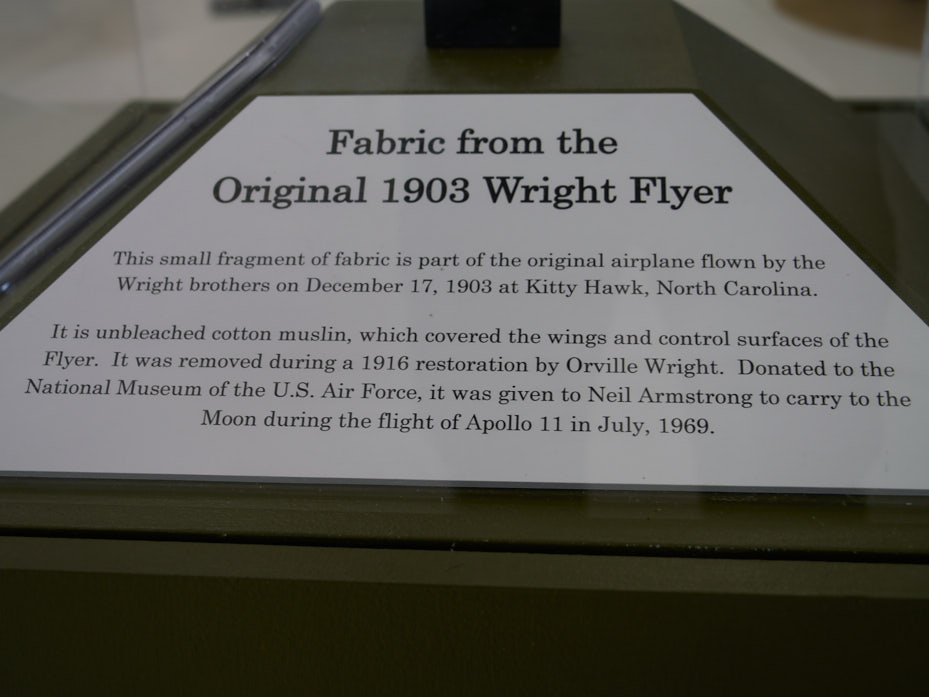 Fabric from the
Original 1903 Wright Flyer
This small fragment of fabric is part of the original airplane flown by the
Wright brothers on December 17, 1903 at Kitty Hawk, North Carolina.
It is unbleached cotton muslin, which covered the wings and control surfaces of the
Flyer.  It was removed during a 1916 restoration by Orville Wright.  Donated to the
National Museum of the U.S. Air Force, it was given to Neil Armstrong to carry to the
Moon during the flight of Apollo 11 in July, 1969.